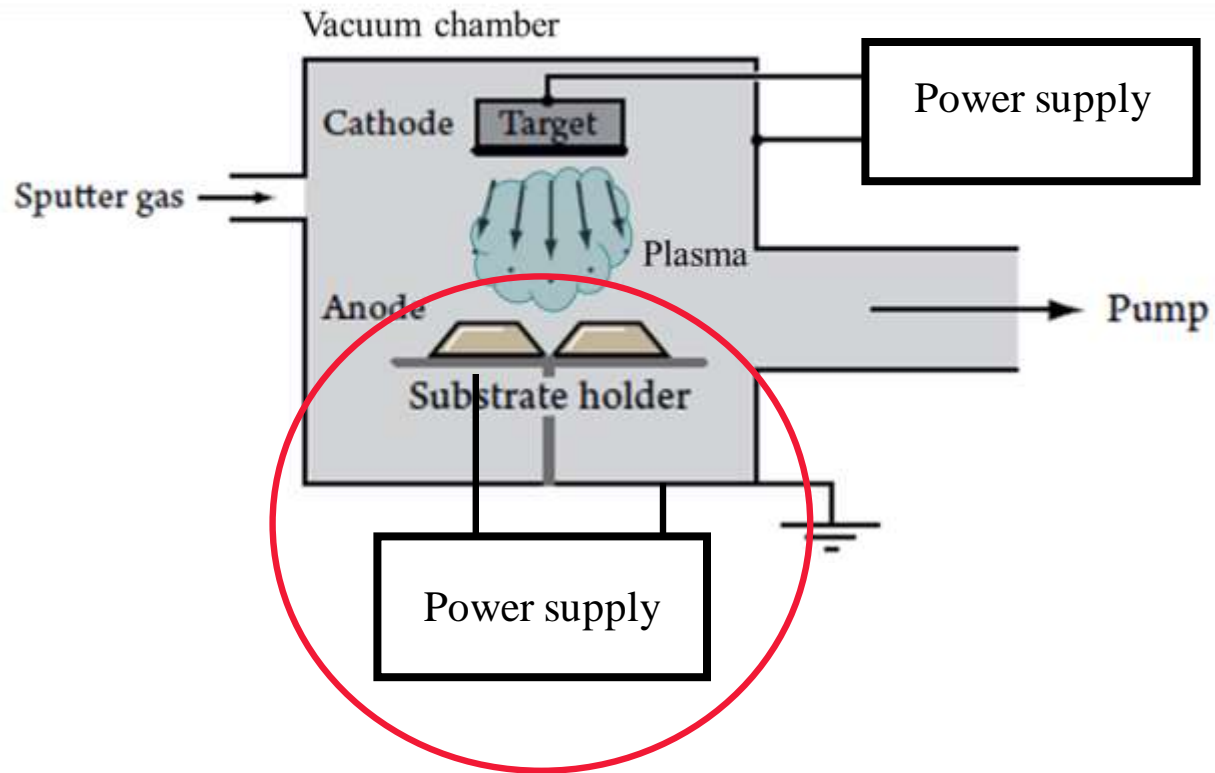 Vacuum chamber
Power supply
Cathode
Target
Sputter gas
Plasma
Anode
Pump
Substrate holder
Power supply